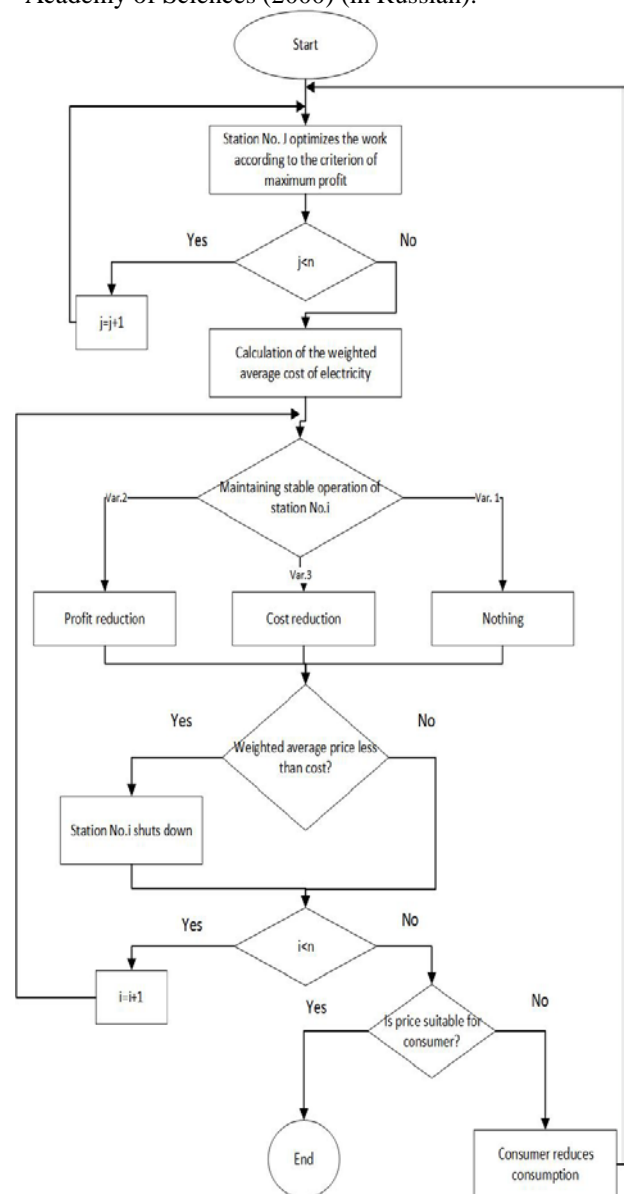 Academy of Sciences (2000) (in Russian).
Start
Station No. J optimizes the work
according to the criterion of
maximum profit
Yes
No
j<n
j=j+1
Calculation of the weighted
average cost of electricity
Maintaining stable operation of
station No.i
Var.2
Var. 1
Var.3
Profit reduction
Cost reduction
Nothing
Yes
No
Weighted average price less
than cost?
Station No.i shuts down
Yes
No
i<n
i=i+1
Yes
No
Is price suitable for
consumer?
End
Consumer reduces
consumption